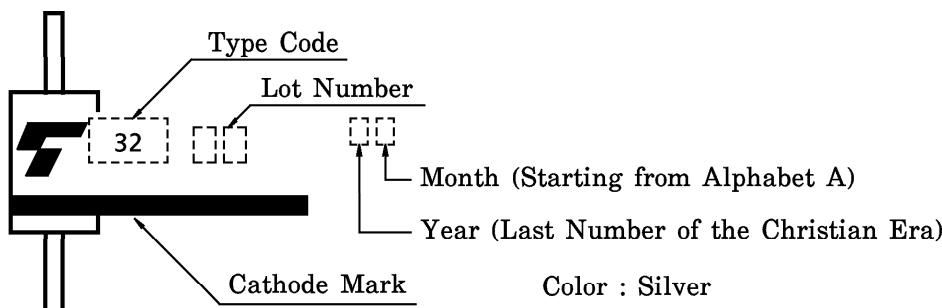 Type Code
Lot Number
32
Month (Starting from Alphabet A)
Year (Last Number of the Christian Era)
Cathode Mark
Color : Silver